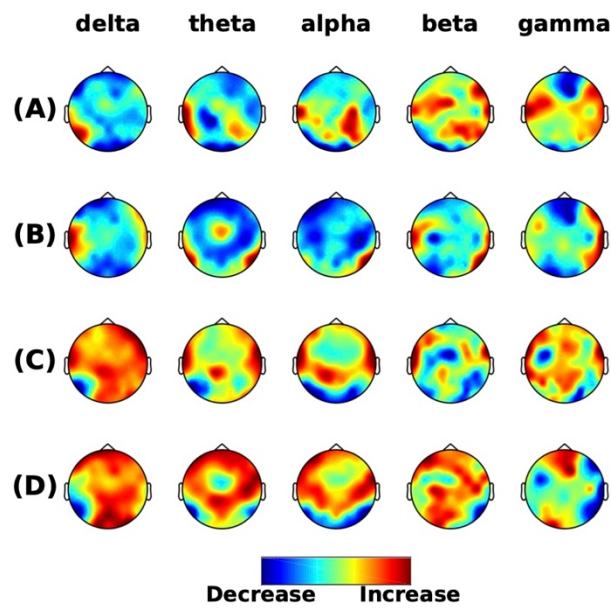 delta theta alpha beta gamma
(A)
(B)
(C)
(D)
Decrease Increase